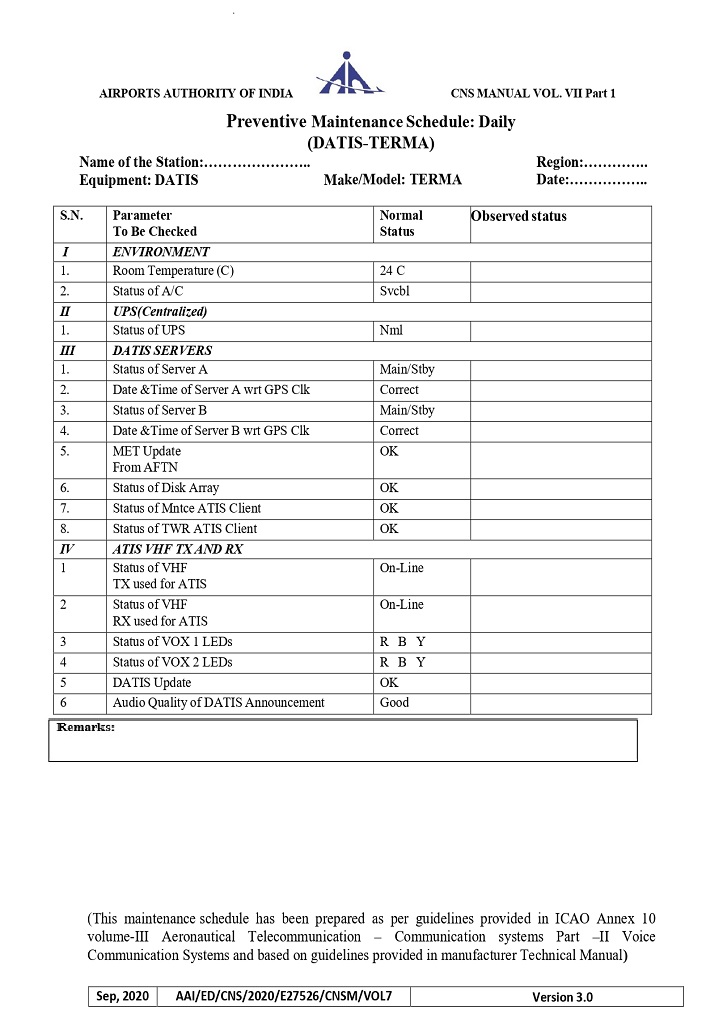 AIRPORTS AUTHORITY OF INDIA CNS MANUAL VOL. VII Part 1
Preventive Maintenance Schedule: Daily
(DATIS-TERMA)
Name of the Station:………………….. Region:…………..
Equipment: DATIS Make/Model: TERMA Date:……………..
S.N. Parameter Normal Observed status
To Be Checked Status
I ENVIRONMENT
1. Room Temperature (C) 24 C
2. Status of A/C Svcbl
II UPS(Centralized)
1. Status of UPS Nml
III DATIS SERVERS
1. Status of Server A Main/Stby
2. Date &Time of Server A wrt GPS Clk Correct
3. Status of Server B Main/Stby
4. Date &Time of Server B wrt GPS Clk Correct
5. MET Update OK
From AFTN
6. Status of Disk Array OK
7. Status of Mntce ATIS Client OK
8. Status of TWR ATIS Client OK
IV ATIS VHF TX AND RX
1 Status of VHF On-Line
TX used for ATIS
2 Status of VHF On-Line
RX used for ATIS
3 Status of VOX 1 LEDs R B Y
4 Status of VOX 2 LEDs R B Y
5 DATIS Update OK
6 Audio Quality of DATIS Announcement Good
Remarks:
(This maintenance schedule has been prepared as per guidelines provided in ICAO Annex 10
volume-III Aeronautical Telecommunication – Communication systems Part –II Voice
Communication Systems and based on guidelines provided in manufacturer Technical Manual)
Sep, 2020 AAI/ED/CNS/2020/E27526/CNSM/VOL7 Version 3.0